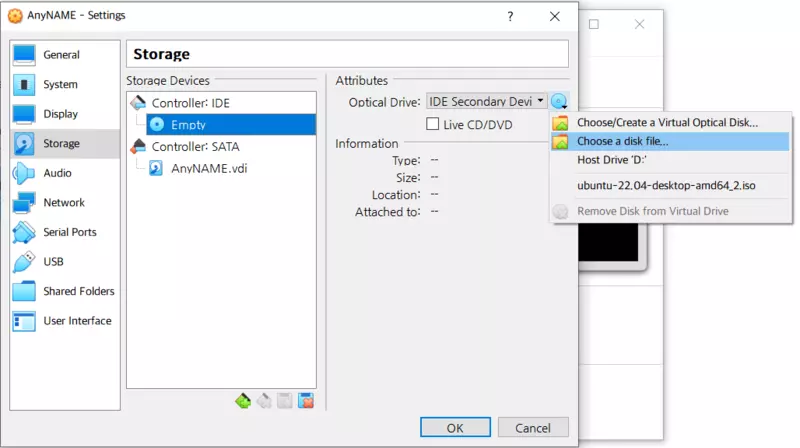 AnyNAME - Settings
?
General
System
Display
Storage
Audio
Network
Serial Ports
USB
Shared Folders
User Interface
Storage
Storage Devices
Controller: IDE
Empty
Controller: SATA
AnyNAME.vdi
Attributes
Optical Drive: IDE Secondary Devi
Live CD/DVD
Information
Type: --
Size: --
Location: --
Attached to: --
Choose/Create a Virtual Optical Disk...
Choose a disk file...
Host Drive 'D:'
ubuntu-22.04-desktop-amd64_2.iso
Remove Disk from Virtual Drive
OK
Cancel